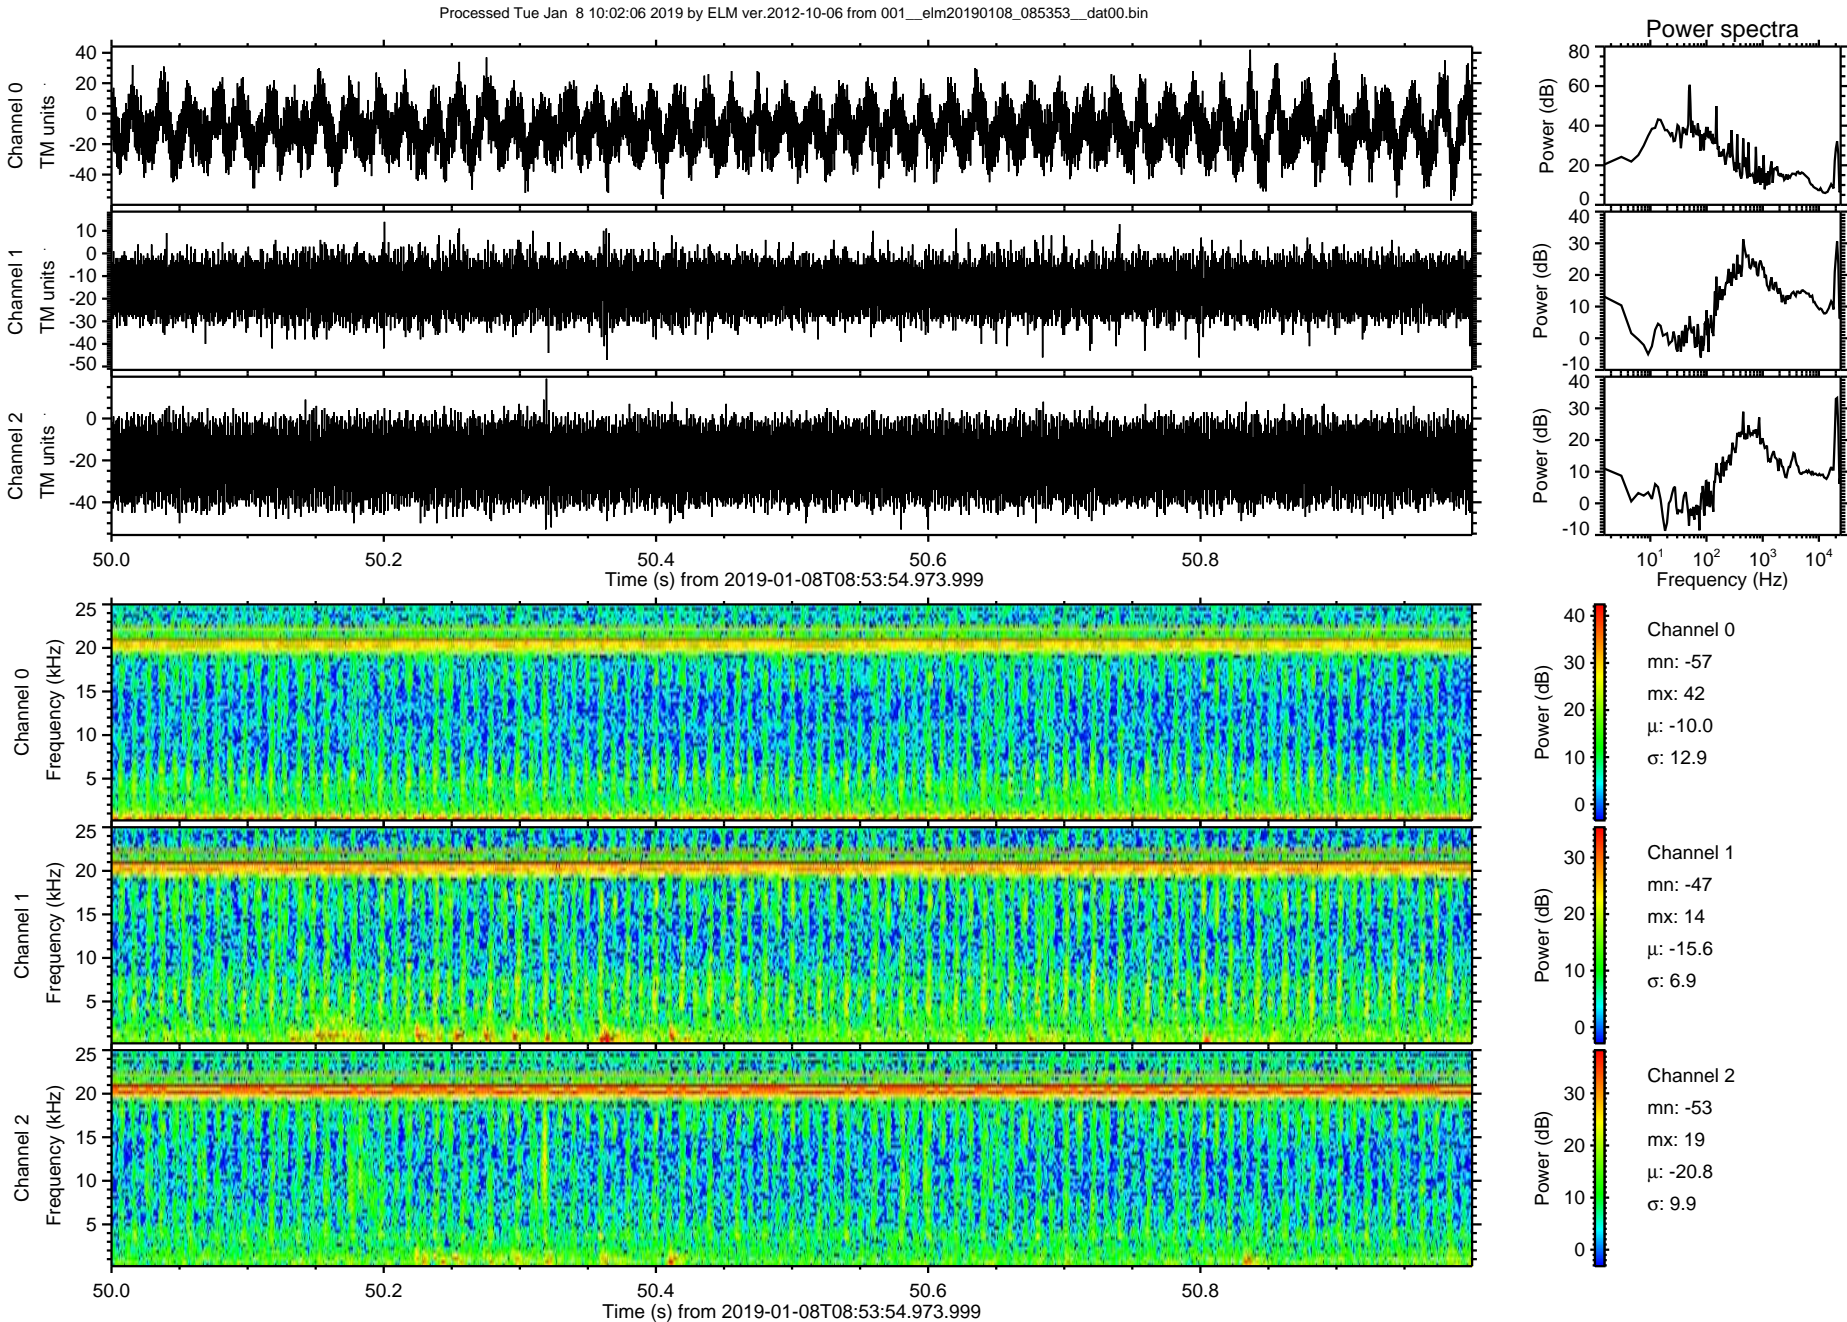 Processed Tue Jan  8 10:02:06 2019 by ELM ver.2012-10-06 from 001__elm20190108_085353__dat00.bin
Power spectra
Channel 0
TM units
40
20
0
-20
-40
Power (dB)
80
60
40
20
0
Channel 1
TM units
10
0
-10
-20
-30
-40
-50
Power (dB)
40
30
20
10
0
-10
Channel 2
TM units
0
-20
-40
Power (dB)
40
30
20
10
0
-10
50.0 50.2 50.4 50.6 50.8
Time (s) from 2019-01-08T08:53:54.973.999
10¹ 10² 10³ 10⁴
Frequency (Hz)
Channel 0
Frequency (kHz)
25
20
15
10
5
Power (dB)
40
30
20
10
0
Channel 0
mn: -57
mx: 42
μ: -10.0
σ: 12.9
Channel 1
Frequency (kHz)
25
20
15
10
5
Power (dB)
30
20
10
0
Channel 1
mn: -47
mx: 14
μ: -15.6
σ: 6.9
Channel 2
Frequency (kHz)
25
20
15
10
5
Power (dB)
30
20
10
0
Channel 2
mn: -53
mx: 19
μ: -20.8
σ: 9.9
50.0 50.2 50.4 50.6 50.8
Time (s) from 2019-01-08T08:53:54.973.999